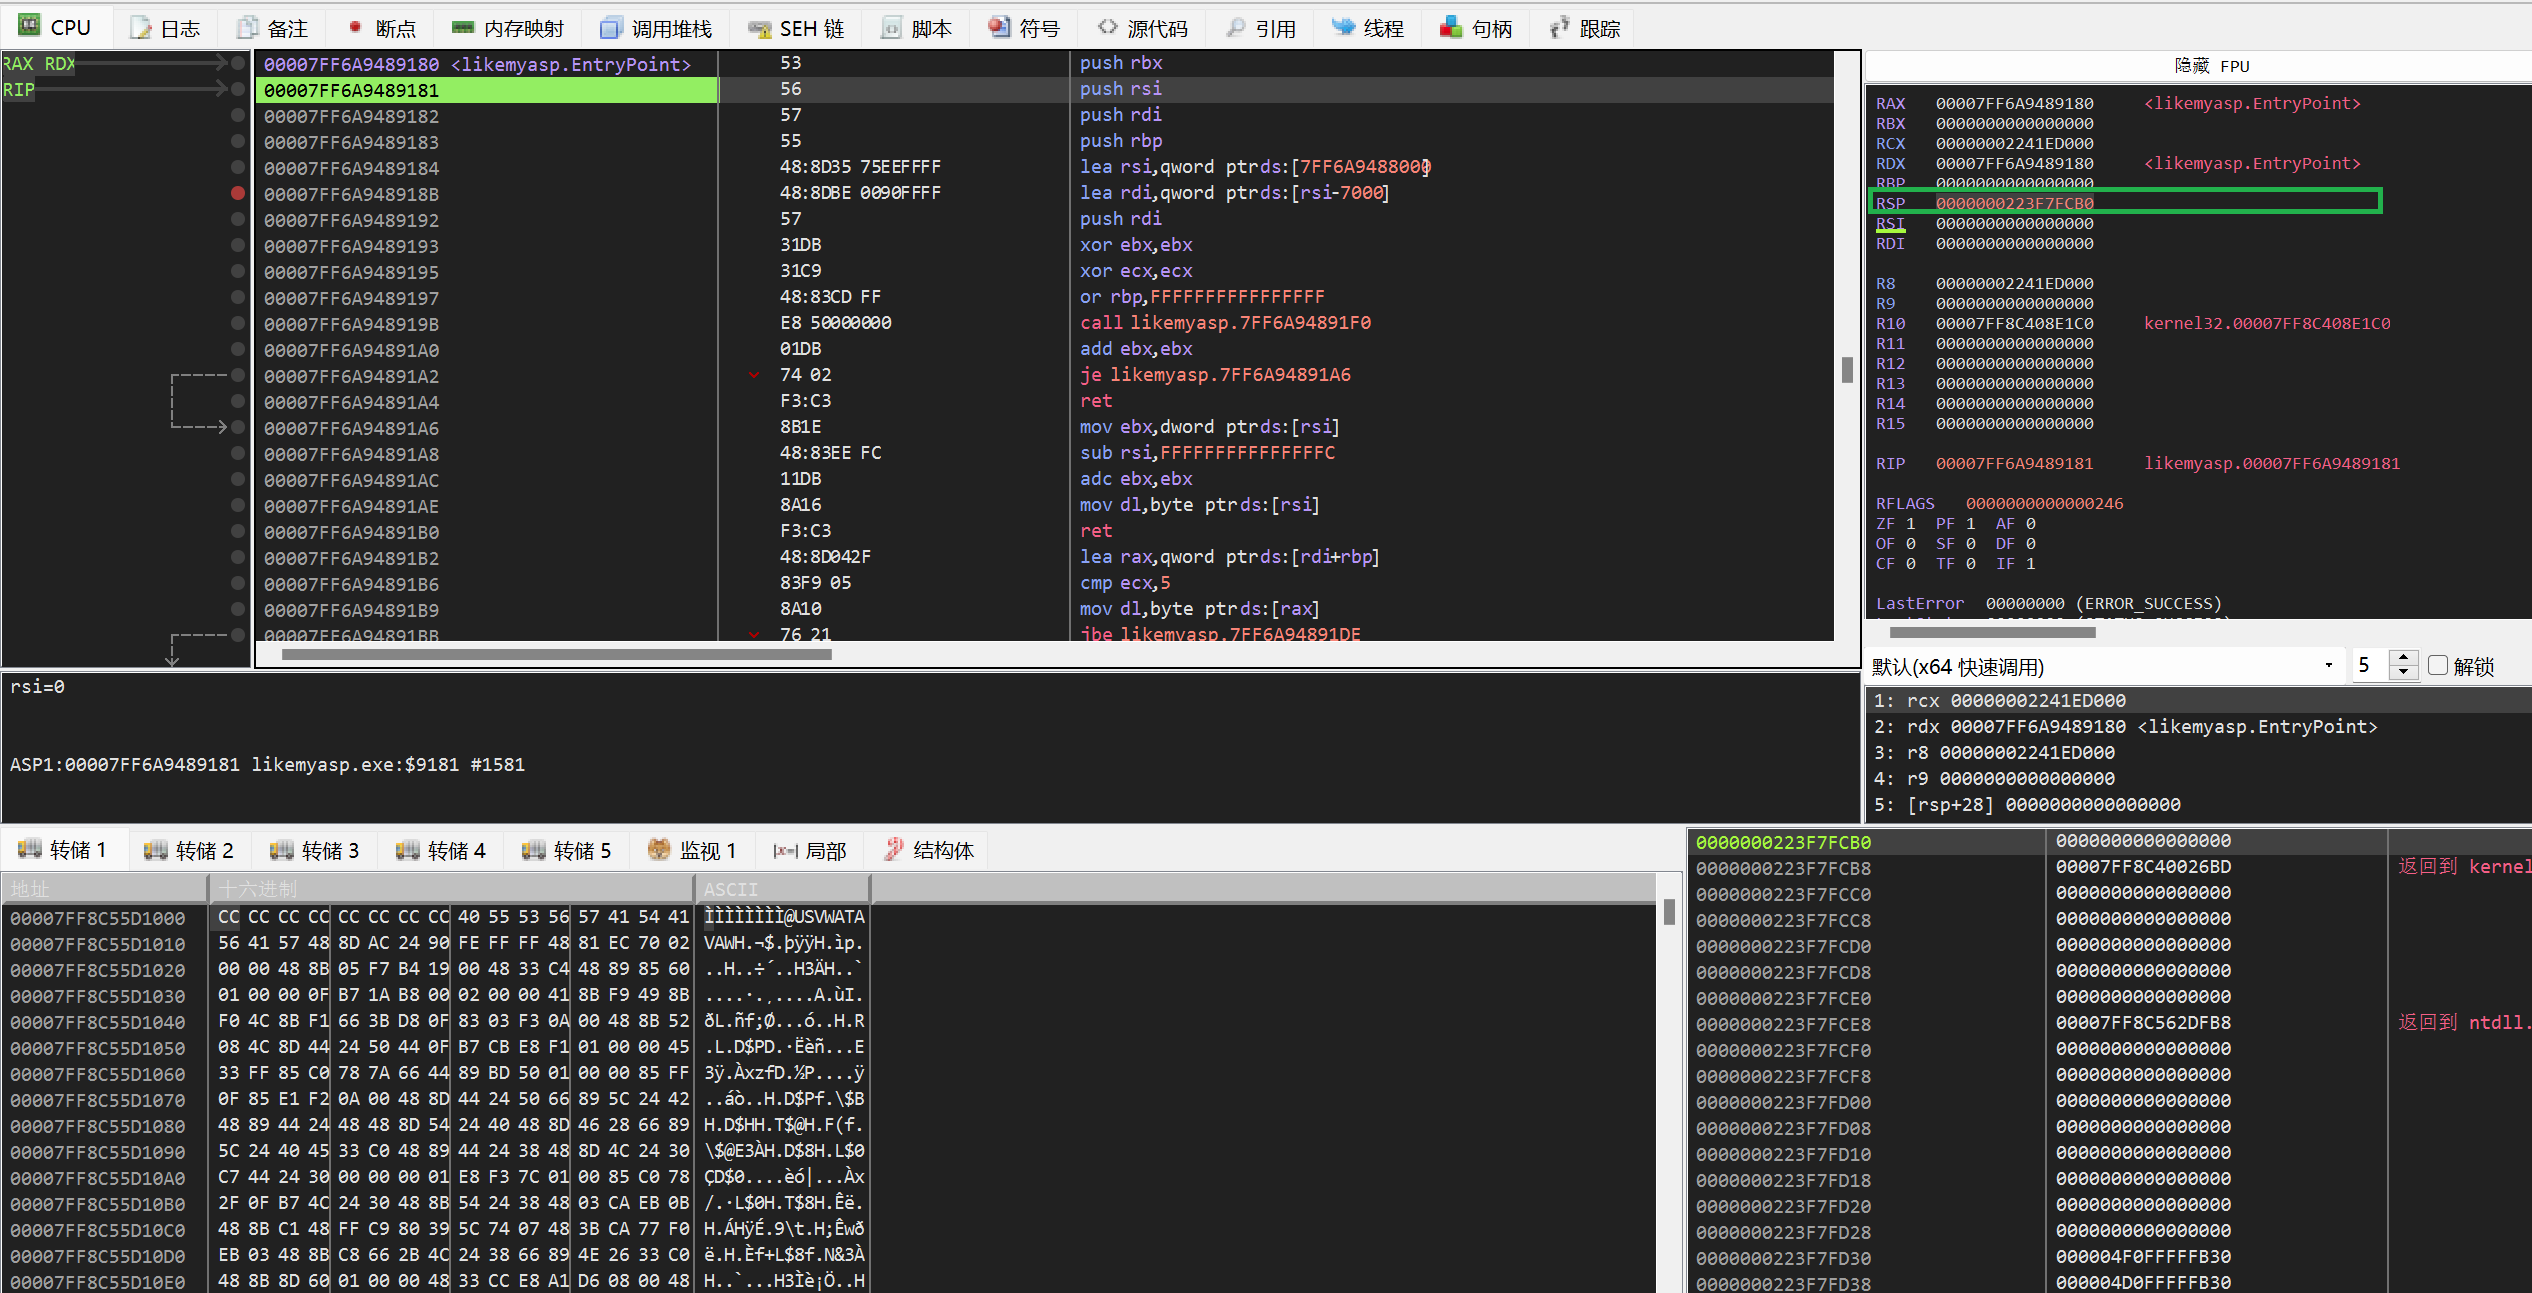 CPU 日志 备注 断点 内存映射 调用堆栈 SEH 链 脚本 符号 源代码 引用 线程 句柄 跟踪
RAX RDX
RIP
00007FF6A9489180 <likemyasp.EntryPoint> 53 push rbx
00007FF6A9489181 56 push rsi
00007FF6A9489182 57 push rdi
00007FF6A9489183 55 push rbp
00007FF6A9489184 48:8D35 75EEFFFF lea rsi,qword ptr ds:[7FF6A9488000]
00007FF6A948918B 48:8DBE 0090FFFF lea rdi,qword ptr ds:[rsi-7000]
00007FF6A9489192 57 push rdi
00007FF6A9489193 31DB xor ebx,ebx
00007FF6A9489195 31C9 xor ecx,ecx
00007FF6A9489197 48:83CD FF or rbp,FFFFFFFFFFFFFFFF
00007FF6A948919B E8 50000000 call likemyasp.7FF6A94891F0
00007FF6A94891A0 01DB add ebx,ebx
00007FF6A94891A2 74 02 je likemyasp.7FF6A94891A6
00007FF6A94891A4 F3:C3 ret
00007FF6A94891A6 8B1E mov ebx,dword ptr ds:[rsi]
00007FF6A94891A8 48:83EE FC sub rsi,FFFFFFFFFFFFFFFC
00007FF6A94891AC 11DB adc ebx,ebx
00007FF6A94891AE 8A16 mov dl,byte ptr ds:[rsi]
00007FF6A94891B0 F3:C3 ret
00007FF6A94891B2 48:8D042F lea rax,qword ptr ds:[rdi+rbp]
00007FF6A94891B6 83F9 05 cmp ecx,5
00007FF6A94891B9 8A10 mov dl,byte ptr ds:[rax]
00007FF6A94891BB 76 21 jbe likemyasp.7FF6A94891DE
隐藏 FPU
RAX 00007FF6A9489180 <likemyasp.EntryPoint>
RBX 0000000000000000
RCX 00000002241ED000
RDX 00007FF6A9489180 <likemyasp.EntryPoint>
RBP 0000000000000000
RSP 0000000223F7FCB0
RSI 0000000000000000
RDI 0000000000000000
R8 00000002241ED000
R9 0000000000000000
R10 00007FF8C408E1C0 kernel32.00007FF8C408E1C0
R11 0000000000000000
R12 0000000000000000
R13 0000000000000000
R14 0000000000000000
R15 0000000000000000
RIP 00007FF6A9489181 likemyasp.00007FF6A9489181
RFLAGS 0000000000000246
ZF 1 PF 1 AF 0
OF 0 SF 0 DF 0
CF 0 TF 0 IF 1
LastError 00000000 (ERROR_SUCCESS)
默认(x64 快速调用) 5 解锁
1: rcx 00000002241ED000
2: rdx 00007FF6A9489180 <likemyasp.EntryPoint>
3: r8 00000002241ED000
4: r9 0000000000000000
5: [rsp+28] 0000000000000000
rsi=0
ASP1:00007FF6A9489181 likemyasp.exe:$9181 #1581
转储 1 转储 2 转储 3 转储 4 转储 5 监视 1 |x=| 局部 结构体
地址 十六进制 ASCII
00007FF8C55D1000 CC CC CC CC CC CC CC CC 40 55 53 56 57 41 54 41 ÌÌÌÌÌÌÌÌ@USVWATA
00007FF8C55D1010 56 41 57 48 8D AC 24 90 FE FF FF 48 81 EC 70 02 VAWH.¬$.þÿÿH.ìp.
00007FF8C55D1020 00 00 48 8B 05 F7 B4 19 00 48 33 C4 48 89 85 60 ..H..÷´..H3ÄH..`
00007FF8C55D1030 01 00 00 0F B7 1A B8 00 02 00 00 41 8B F9 49 8B ....·.¸....A.ùI.
00007FF8C55D1040 F0 4C 8B F1 66 3B D8 0F 83 03 F3 0A 00 48 8B 52 ðL.ñf;Ø...ó..H.R
00007FF8C55D1050 08 4C 8D 44 24 50 44 0F B7 CB E8 F1 01 00 00 45 .L.D$PD.·Ëèñ...E
00007FF8C55D1060 33 FF 85 C0 78 7A 66 44 89 BD 50 01 00 00 85 FF 3ÿ.ÀxzfD.½P....ÿ
00007FF8C55D1070 0F 85 E1 F2 0A 00 48 8D 44 24 50 66 89 5C 24 42 ..áò..H.D$Pf.\$B
00007FF8C55D1080 48 89 44 24 48 48 8D 54 24 40 48 8D 46 28 66 89 H.D$HH.T$@H.F(f.
00007FF8C55D1090 5C 24 40 45 33 C0 48 89 44 24 38 48 8D 4C 24 30 \$@E3ÀH.D$8H.L$0
00007FF8C55D10A0 C7 44 24 30 00 00 00 01 E8 F3 7C 01 00 85 C0 78 ÇD$0....èó|...Àx
00007FF8C55D10B0 2F 0F B7 4C 24 30 48 8B 54 24 38 48 03 CA EB 0B /.·L$0H.T$8H.Êë.
00007FF8C55D10C0 48 8B C1 48 FF C9 80 39 5C 74 07 48 3B CA 77 F0 H.ÁHÿÉ.9\t.H;Êwð
00007FF8C55D10D0 EB 03 48 8B C8 66 2B 4C 24 38 66 89 4E 26 33 C0 ë.H.Èf+L$8f.N&3À
00007FF8C55D10E0 48 8B 8D 60 01 00 00 48 33 CC E8 A1 D6 08 00 48 H..`...H3Ìè¡Ö..H
0000000223F7FCB0 0000000000000000
0000000223F7FCB8 00007FF8C40026BD 返回到 kernel
0000000223F7FCC0 0000000000000000
0000000223F7FCC8 0000000000000000
0000000223F7FCD0 0000000000000000
0000000223F7FCD8 0000000000000000
0000000223F7FCE0 0000000000000000
0000000223F7FCE8 00007FF8C562DFB8 返回到 ntdll.
0000000223F7FCF0 0000000000000000
0000000223F7FCF8 0000000000000000
0000000223F7FD00 0000000000000000
0000000223F7FD08 0000000000000000
0000000223F7FD10 0000000000000000
0000000223F7FD18 0000000000000000
0000000223F7FD20 0000000000000000
0000000223F7FD28 0000000000000000
0000000223F7FD30 000004F0FFFFFB30
0000000223F7FD38 000004D0FFFFFB30